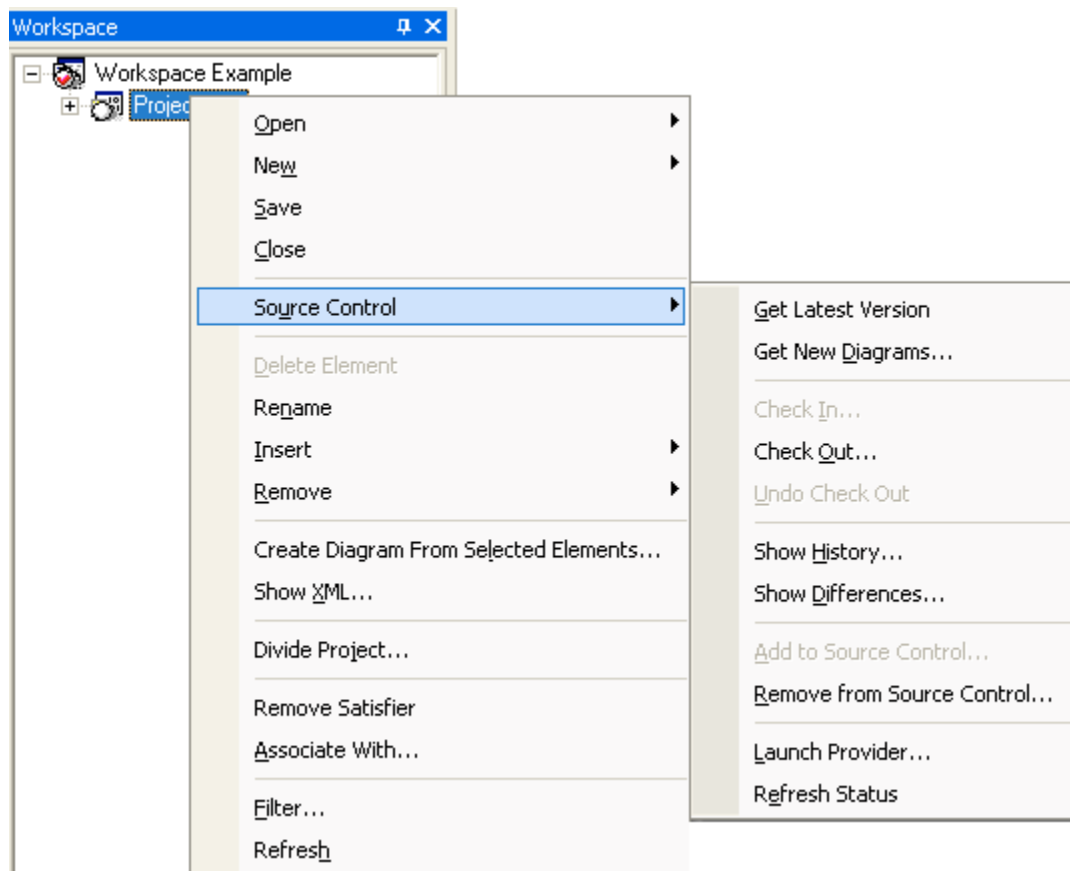 Workspace
Workspace Example
Open
New
Save
Close
Source Control
Delete Element
Rename
Insert
Remove
Create Diagram From Selected Elements...
Show XML...
Divide Project...
Remove Satisfier
Associate With...
Filter...
Refresh
Get Latest Version
Get New Diagrams...
Check In...
Check Out...
Undo Check Out
Show History...
Show Differences...
Add to Source Control...
Remove from Source Control...
Launch Provider...
Refresh Status